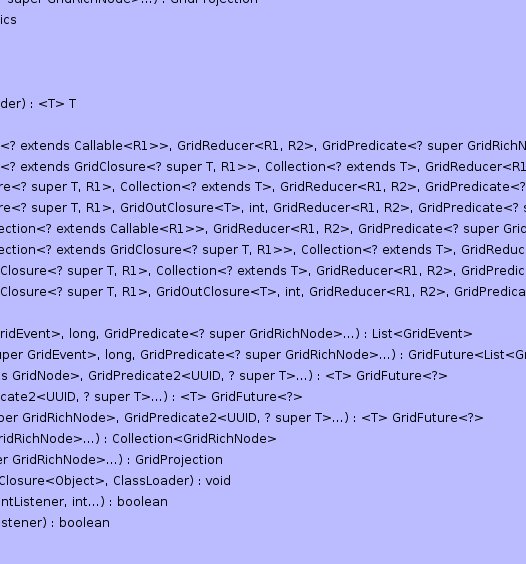 super GridRichNode>...) : GridProjection
ics
der) : <T> T
<? extends Callable<R1>>, GridReducer<R1, R2>, GridPredicate<? super GridRichN
<? extends GridClosure<? super T, R1>>, Collection<? extends T>, GridReducer<R1
re<? super T, R1>, Collection<? extends T>, GridReducer<R1, R2>, GridPredicate<?
re<? super T, R1>, GridOutClosure<T>, int, GridReducer<R1, R2>, GridPredicate<? s
ection<? extends Callable<R1>>, GridReducer<R1, R2>, GridPredicate<? super Grid
ection<? extends GridClosure<? super T, R1>>, Collection<? extends T>, GridReduc
Closure<? super T, R1>, Collection<? extends T>, GridReducer<R1, R2>, GridPredic
Closure<? super T, R1>, GridOutClosure<T>, int, GridReducer<R1, R2>, GridPredica
ridEvent>, long, GridPredicate<? super GridRichNode>...) : List<GridEvent>
uper GridEvent>, long, GridPredicate<? super GridRichNode>...) : GridFuture<List<Gr
s GridNode>, GridPredicate2<UUID, ? super T>...) : <T> GridFuture<?>
cate2<UUID, ? super T>...) : <T> GridFuture<?>
per GridRichNode>, GridPredicate2<UUID, ? super T>...) : <T> GridFuture<?>
ridRichNode>...) : Collection<GridRichNode>
er GridRichNode>...) : GridProjection
Closure<Object>, ClassLoader) : void
ntListener, int...) : boolean
stener) : boolean